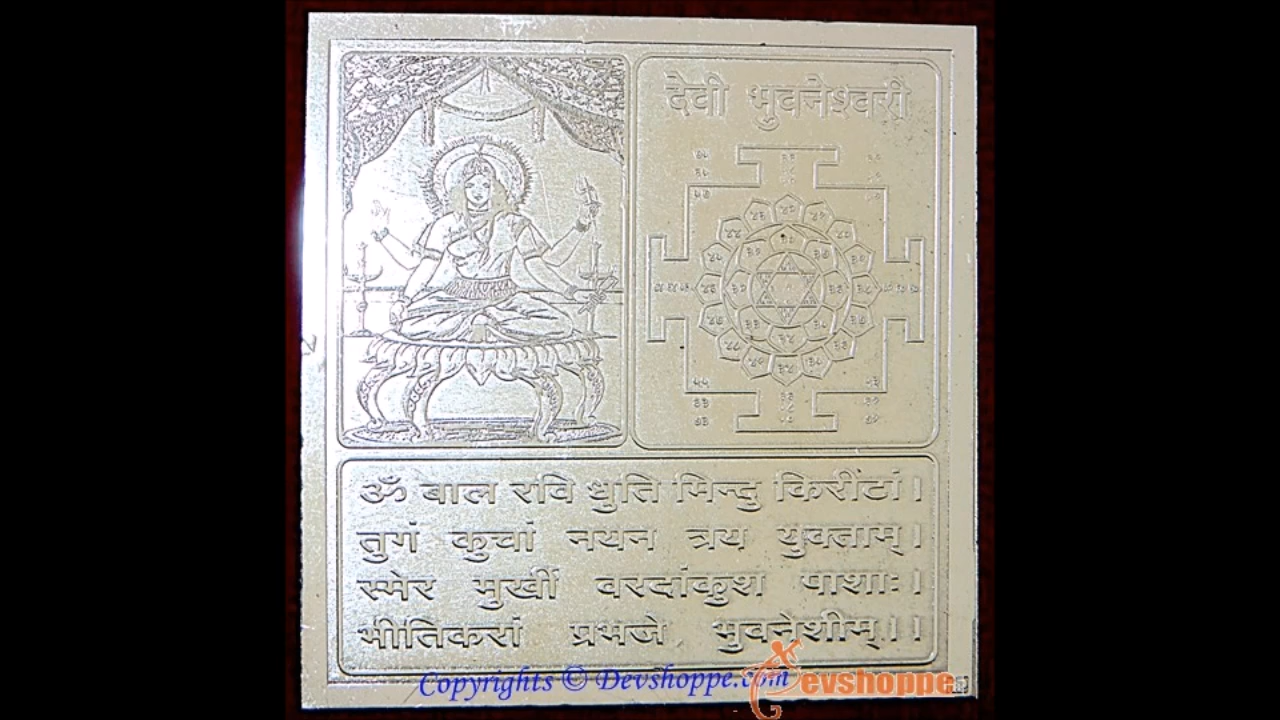 देवी भुवनेश्वरी
ॐ बाल रवि धुति मिन्दु किरींटां।
तुगं कुचां नयन त्रय युक्ताम्।
स्मेर मुखीं वरदांकुश पाशाः।
भीतिकरां प्रभजे भुवनेशीम्।।
Copyrights © Devshoppe.com
Devshoppe